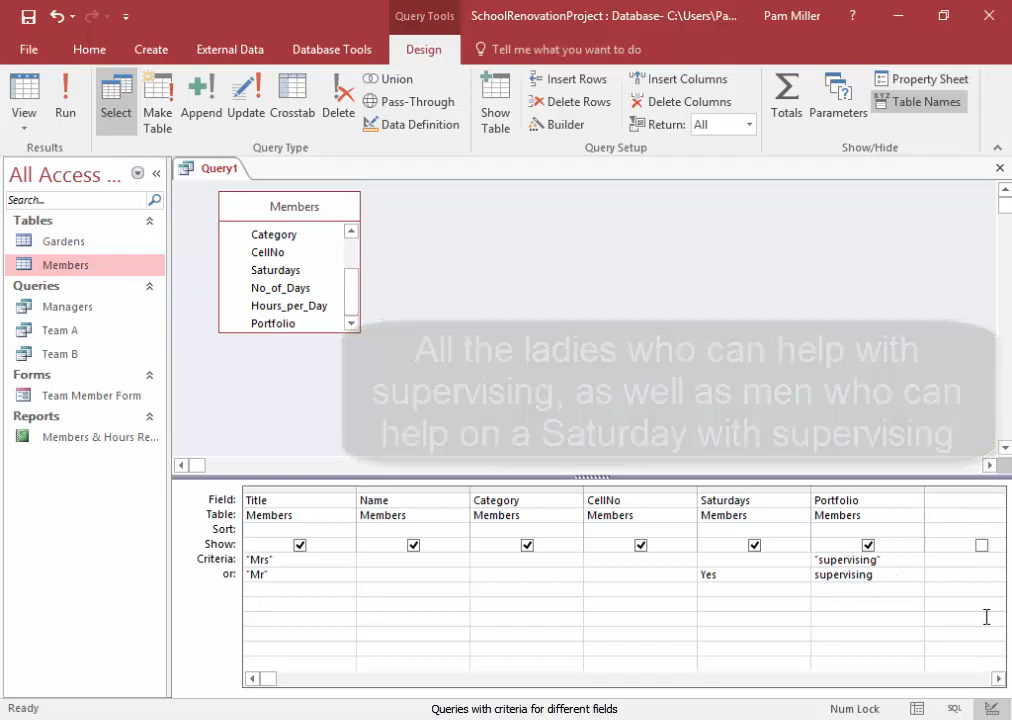 Query Tools SchoolRenovationProject : Database- C:\Users\Pa... Pam Miller ?
File Home Create External Data Database Tools Design Tell me what you want to do
View Run Select Make Table Append Update Crosstab Delete
Union
Pass-Through
Data Definition
Show Table
Insert Rows
Delete Rows
Builder
Insert Columns
Delete Columns
Return: All
Totals Parameters
Property Sheet
XYZ Table Names
Results Query Type Query Setup Show/Hide
All Access ...
Search...
Tables
Gardens
Members
Queries
Managers
Team A
Team B
Forms
Team Member Form
Reports
Members & Hours Re...
Query1
Members
Category
CellNo
Saturdays
No_of_Days
Hours_per_Day
Portfolio
All the ladies who can help with
supervising, as well as men who can
help on a Saturday with supervising
Field: Title Name Category CellNo Saturdays Portfolio
Table: Members Members Members Members Members Members
Sort:
Show:
Criteria: "Mrs" "supervising"
or: "Mr" Yes supervising
Ready Queries with criteria for different fields Num Lock SQL